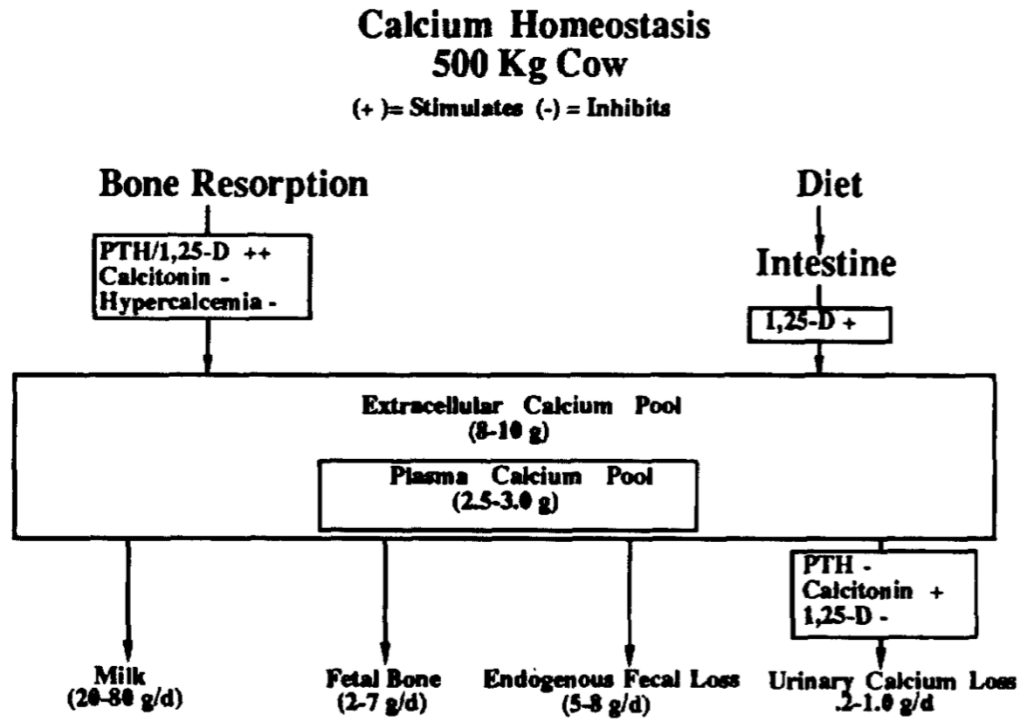 Calcium Homeostasis
500 Kg Cow
(+ )= Stimulates (-) = Inhibits
Bone Resorption
Diet
PTH/1,25-D ++
Calcitonin -
Hypercalcemia -
Intestine
1,25-D +
Extracellular Calcium Pool
(8-10 g)
Plasma Calcium Pool
(2.5-3.0 g)
PTH -
Calcitonin +
1,25-D -
Milk
(20-80 g/d)
Fetal Bone
(2-7 g/d)
Endogenous Fecal Loss
(5-8 g/d)
Urinary Calcium Loss
.2-1.0 g/d